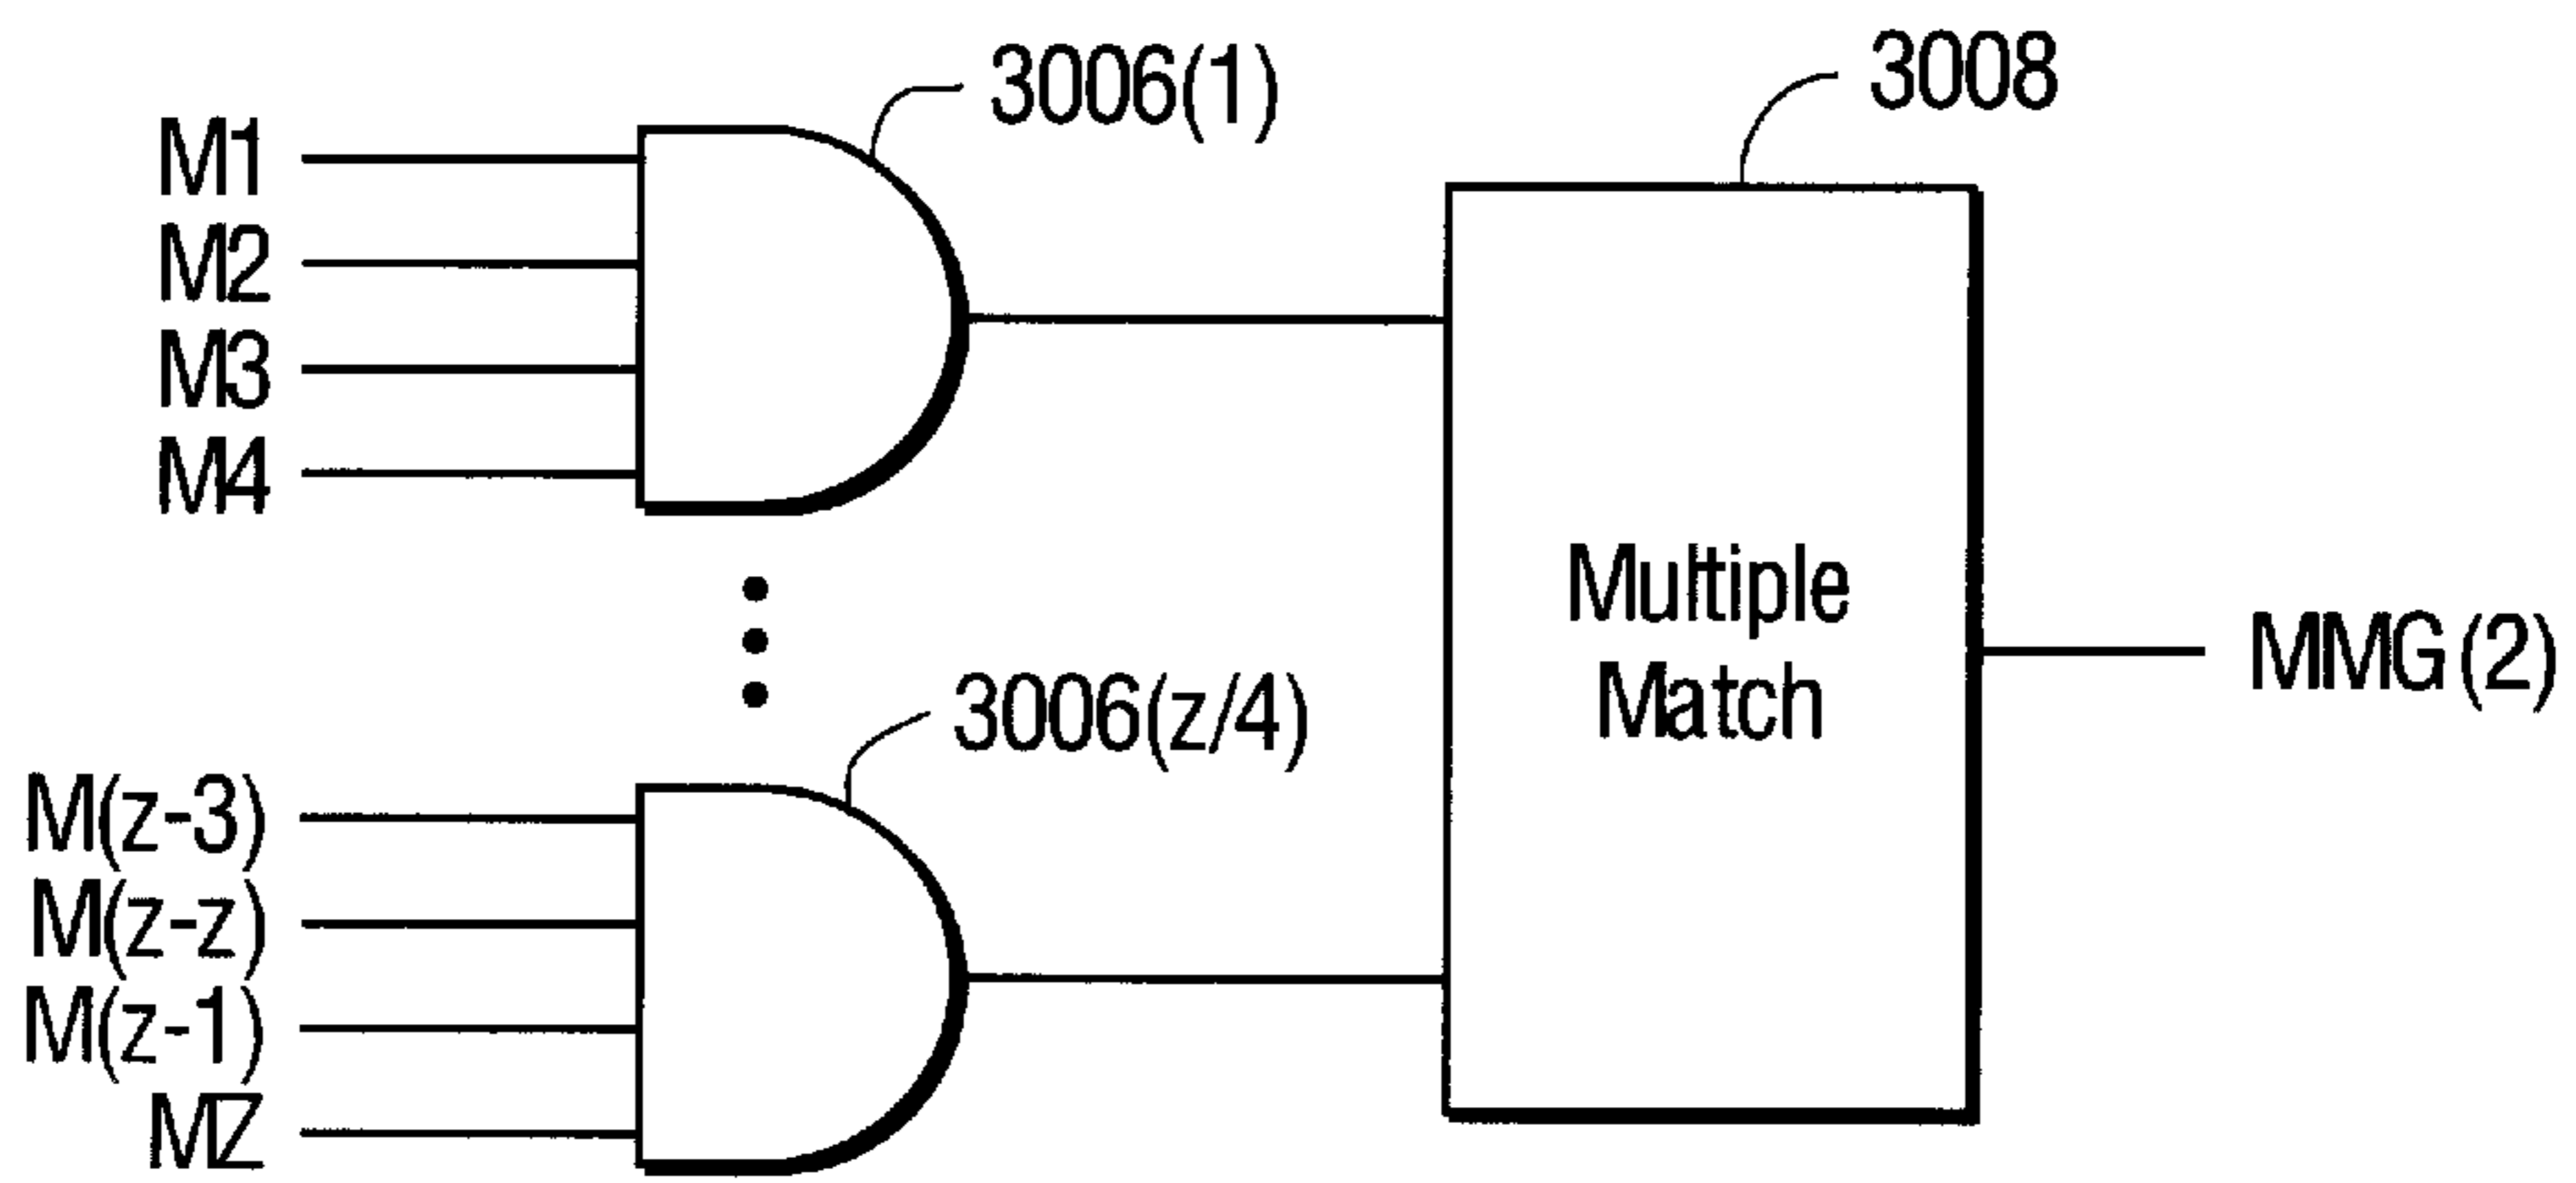 3006(1)
3008
M1
M2
M3
M4
Multiple
Match
MMG(2)
3006(z/4)
M(z-3)
M(z-z)
M(z-1)
MZ